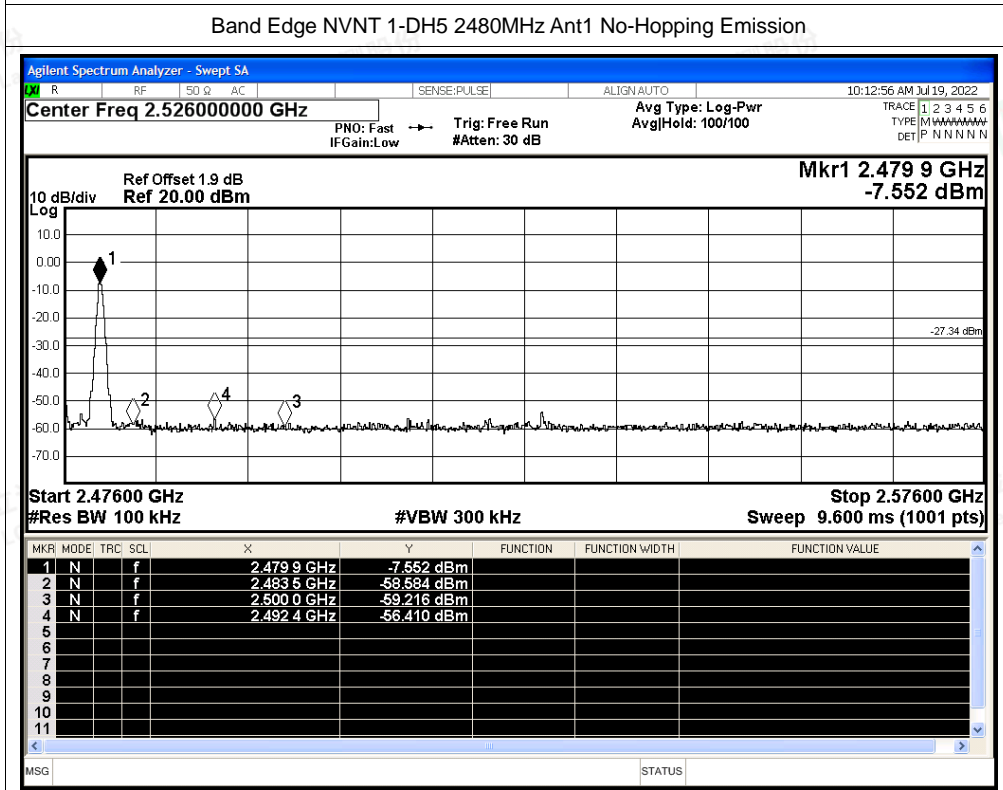 Band Edge NVNT 1-DH5 2480MHz Ant1 No-Hopping Emission
Agilent Spectrum Analyzer - Swept SA
LXI R RF 50 Ω AC SENSE:PULSE ALIGN AUTO 10:12:56 AM Jul 19, 2022
Center Freq 2.526000000 GHz Avg Type: Log-Pwr TRACE 1 2 3 4 5 6
PNO: Fast Trig: Free Run Avg|Hold: 100/100 TYPE M WWWWW
IFGain:Low #Atten: 30 dB DET P N N N N N
Mkr1 2.479 9 GHz
-7.552 dBm
Ref Offset 1.9 dB
10 dB/div Ref 20.00 dBm
Log
10.0
0.00
-10.0
-20.0
-30.0
-40.0
-50.0
-60.0
-70.0
1
-27.34 dBm
2
4
3
Start 2.47600 GHz Stop 2.57600 GHz
#Res BW 100 kHz #VBW 300 kHz Sweep 9.600 ms (1001 pts)
MKR MODE TRC SCL X Y FUNCTION FUNCTION WIDTH FUNCTION VALUE
1 N f 2.479 9 GHz -7.552 dBm
2 N f 2.483 5 GHz -58.584 dBm
3 N f 2.500 0 GHz -59.216 dBm
4 N f 2.492 4 GHz -56.410 dBm
5
6
7
8
9
10
11
MSG STATUS